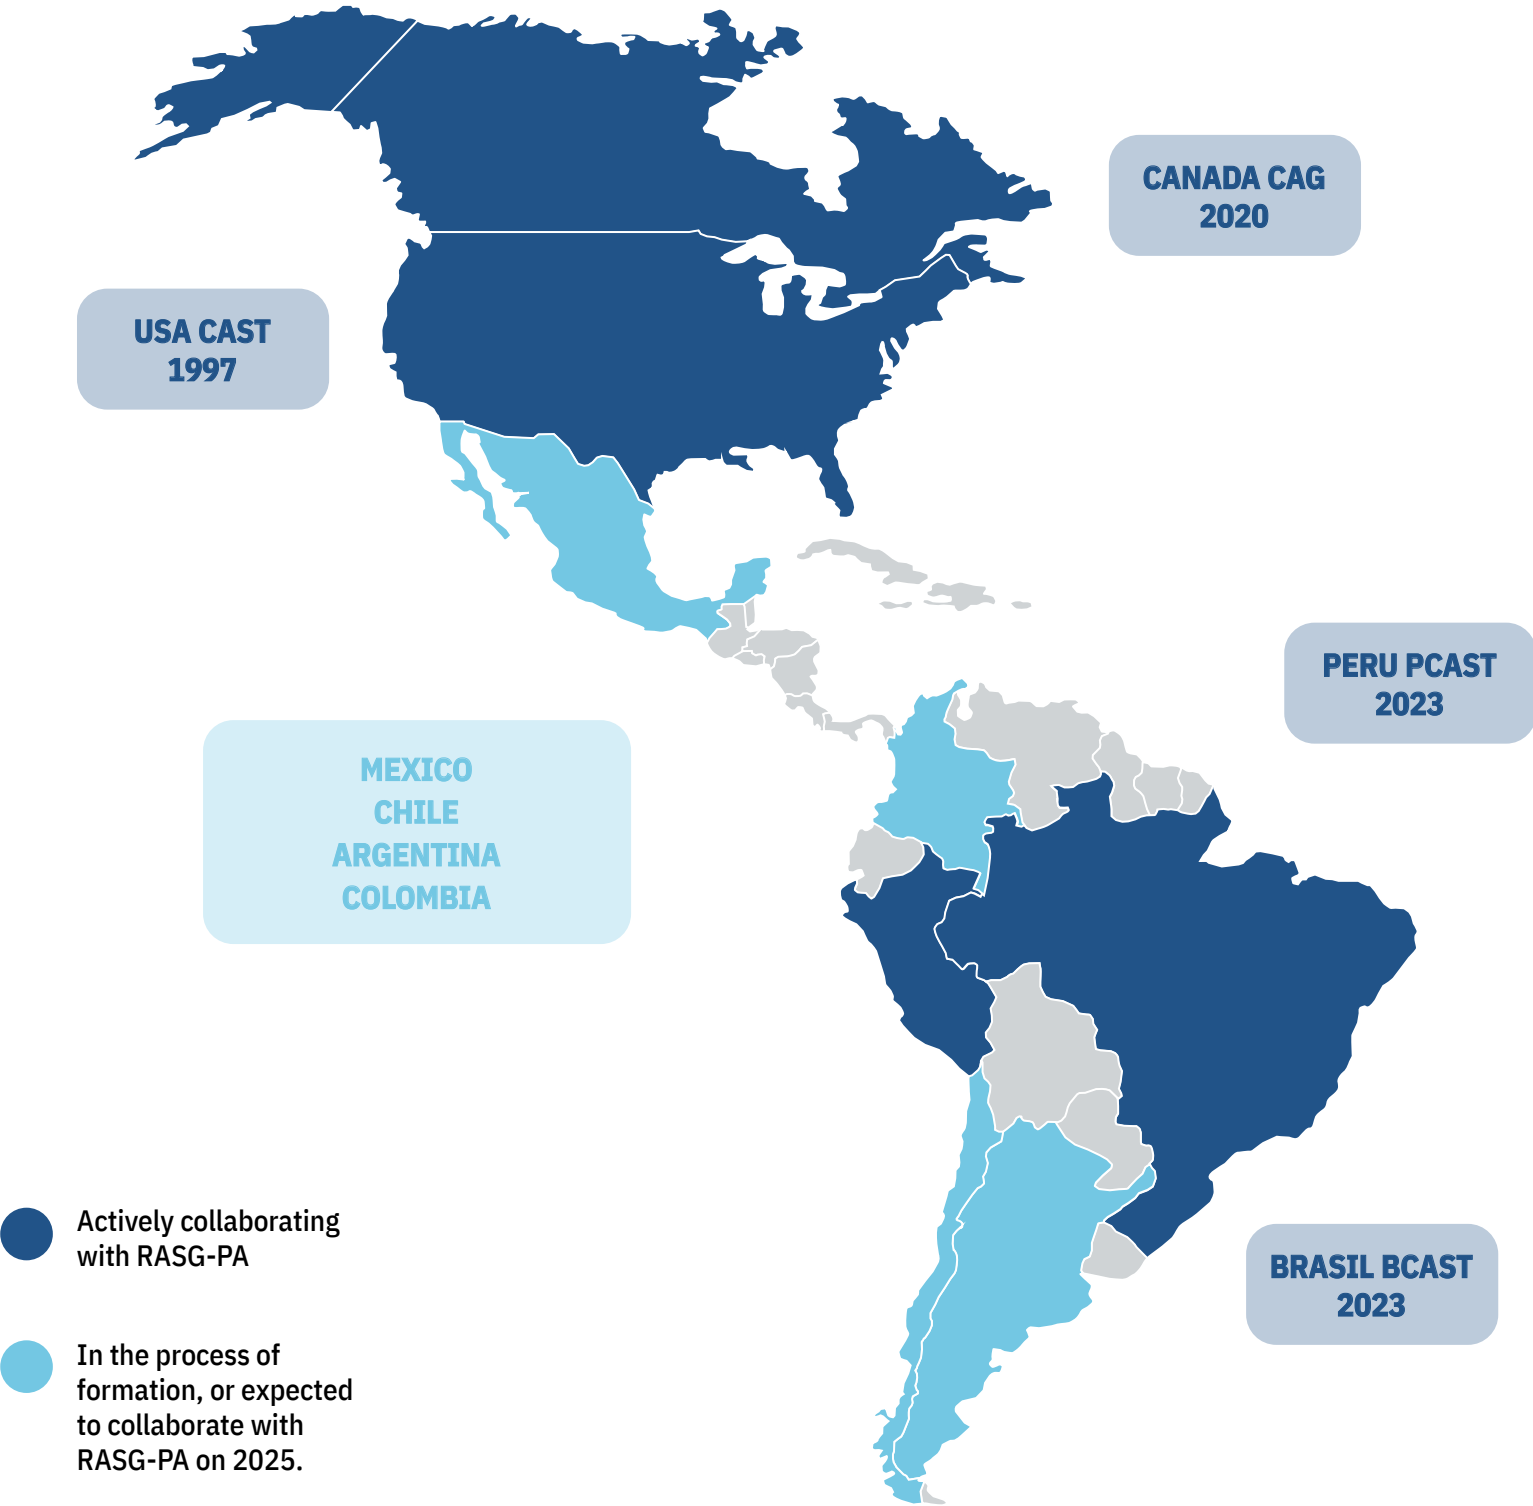 CANADA CAG
2020
USA CAST
1997
PERU PCAST
2023
MEXICO
CHILE
ARGENTINA
COLOMBIA
Actively collaborating
with RASG-PA
BRASIL BCAST
2023
In the process of
formation, or expected
to collaborate with
RASG-PA on 2025.